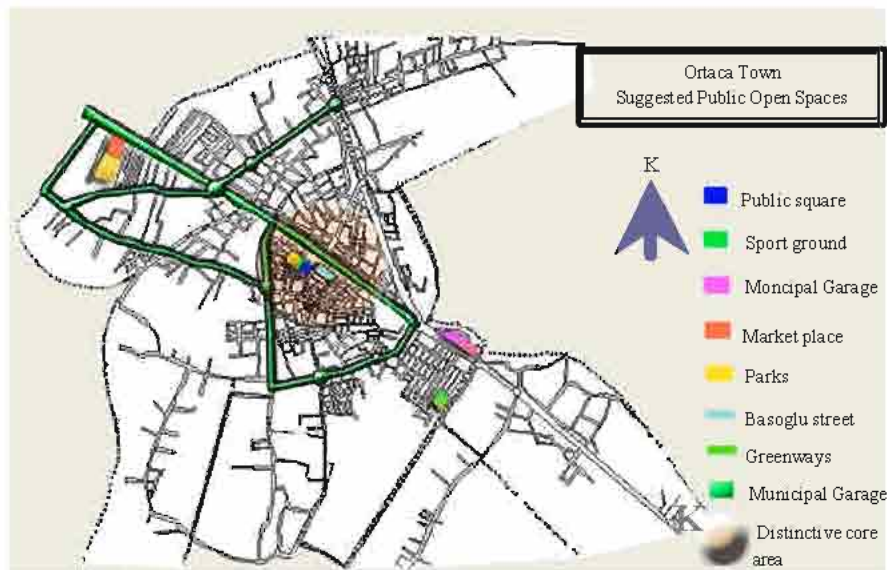 Ortaca Town
Suggested Public Open Spaces
K
Public square
Sport ground
Moncipal Garage
Market place
Parks
Basoglu street
Greenways
Municipal Garage
Distinctive core
area